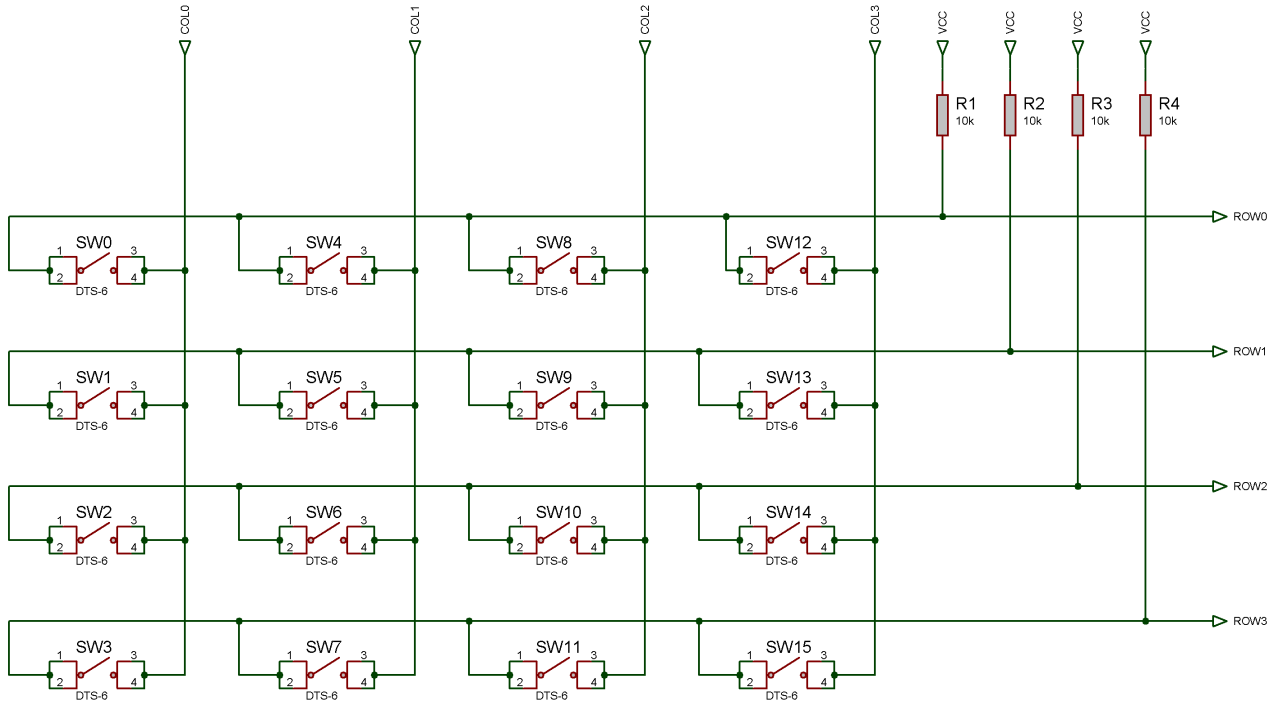 COL0
COL1
COL2
COL3
VCC
VCC
VCC
VCC
R1
10k
R2
10k
R3
10k
R4
10k
ROW0
SW0
1 3
2 4
DTS-6
SW4
1 3
2 4
DTS-6
SW8
1 3
2 4
DTS-6
SW12
1 3
2 4
DTS-6
ROW1
SW1
1 3
2 4
DTS-6
SW5
1 3
2 4
DTS-6
SW9
1 3
2 4
DTS-6
SW13
1 3
2 4
DTS-6
ROW2
SW2
1 3
2 4
DTS-6
SW6
1 3
2 4
DTS-6
SW10
1 3
2 4
DTS-6
SW14
1 3
2 4
DTS-6
ROW3
SW3
1 3
2 4
DTS-6
SW7
1 3
2 4
DTS-6
SW11
1 3
2 4
DTS-6
SW15
1 3
2 4
DTS-6